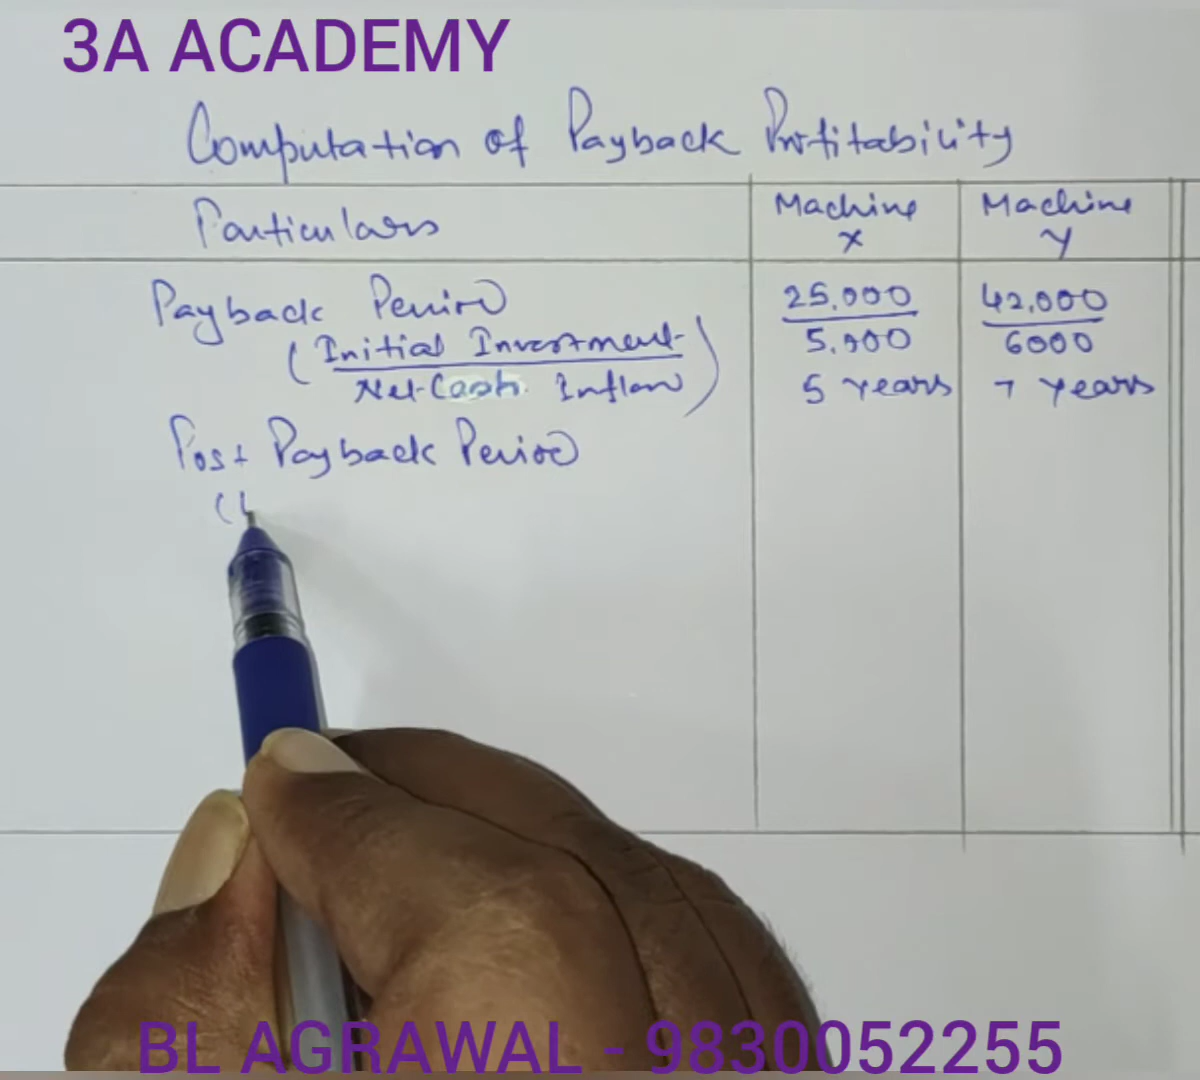 3A ACADEMY
Computation of Payback Profitability
Particulars
Machine X
Machine Y
Payback Period
25,000
42,000
( Initial Investment
5,000
6000
Net Cash Inflow )
5 Years
7 Years
Post Payback Period
(
BL AGRAWAL - 9830052255